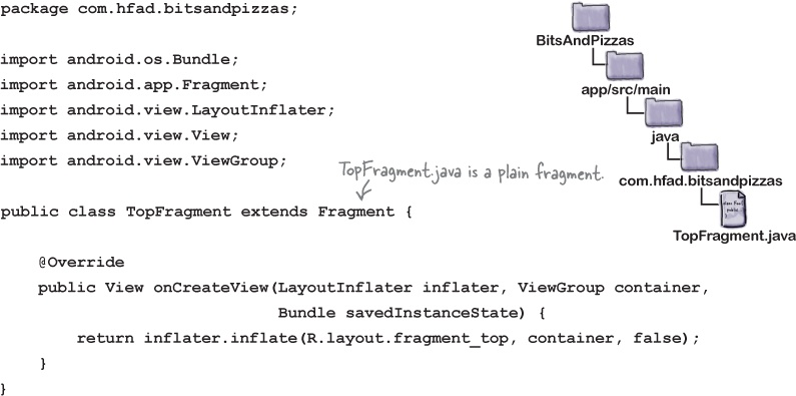 package com.hfad.bitsandpizzas;
import android.os.Bundle;
import android.app.Fragment;
import android.view.LayoutInflater;
import android.view.View;
import android.view.ViewGroup;
TopFragment.java is a plain fragment.
public class TopFragment extends Fragment {
@Override
public View onCreateView(LayoutInflater inflater, ViewGroup container,
Bundle savedInstanceState) {
return inflater.inflate(R.layout.fragment_top, container, false);
}
}
BitsAndPizzas
app/src/main
java
com.hfad.bitsandpizzas
TopFragment.java